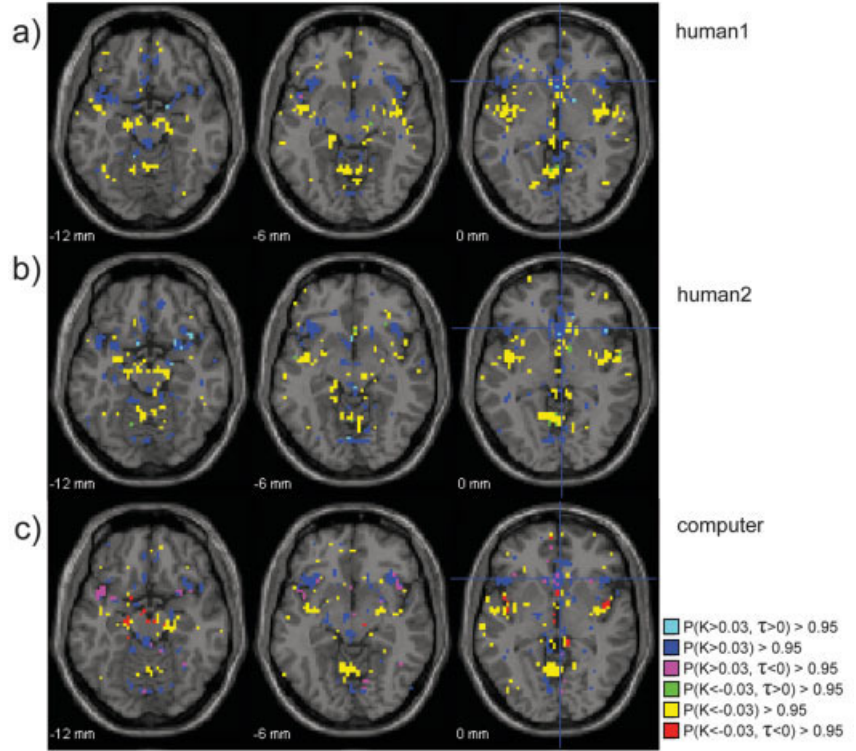 a)
human1
-12 mm
-6 mm
0 mm
b)
human2
-12 mm
-6 mm
0 mm
c)
computer
P(K>0.03, τ>0) > 0.95
P(K>0.03) > 0.95
P(K>0.03, τ<0) > 0.95
P(K<-0.03, τ>0) > 0.95
P(K<-0.03) > 0.95
P(K<-0.03, τ<0) > 0.95
-12 mm
-6 mm
0 mm